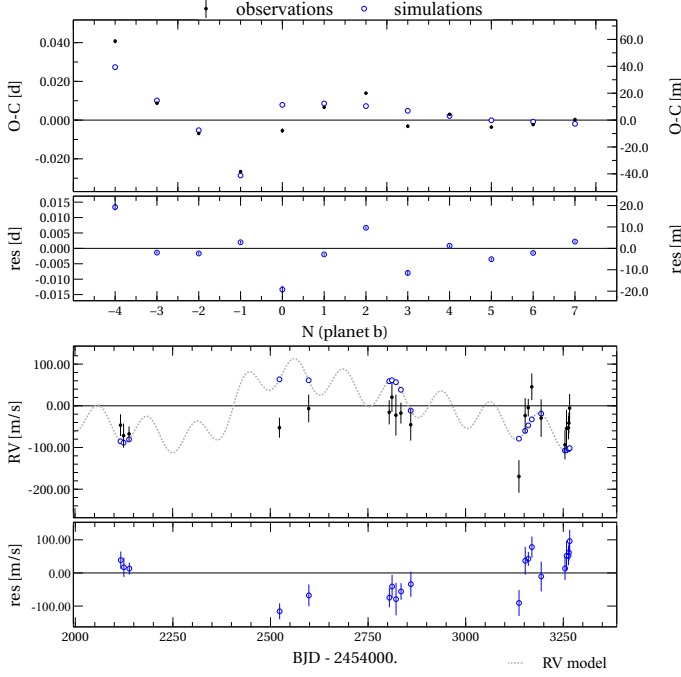 observations simulations
0.040
0.020
0.000
-0.020
O-C [d]
60.0
40.0
20.0
0.0
-20.0
-40.0
O-C [m]
0.015
0.010
0.005
0.000
-0.005
-0.010
-0.015
res [d]
20.0
10.0
0.0
-10.0
-20.0
res [m]
−4 −3 −2 −1 0 1 2 3 4 5 6 7
N (planet b)
100.00
0.00
-100.00
-200.00
RV [m/s]
100.00
0.00
-100.00
res [m/s]
2000 2250 2500 2750 3000 3250
BJD - 2454000.
RV model